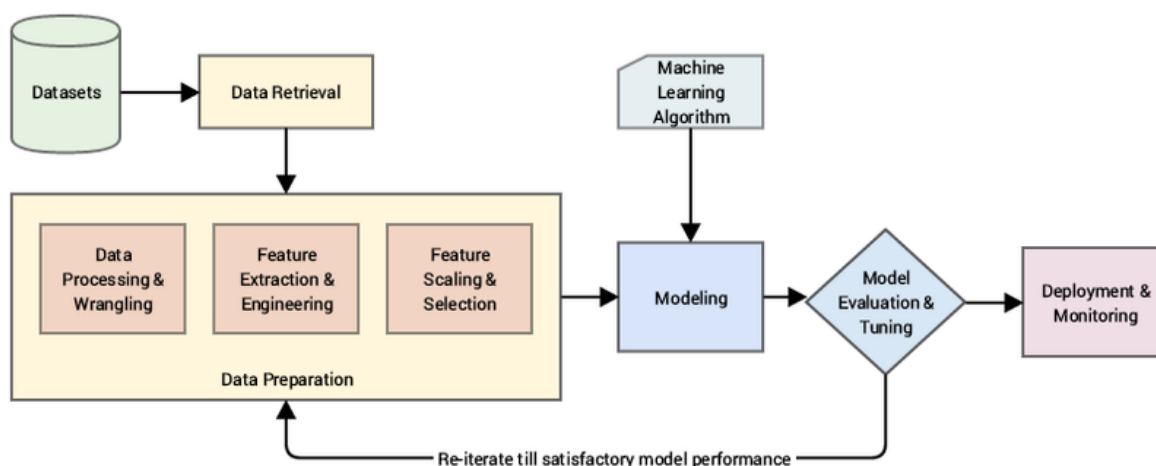 Datasets
Data Retrieval
Machine
Learning
Algorithm
Data
Processing &
Wrangling
Feature
Extraction &
Engineering
Feature
Scaling &
Selection
Data Preparation
Modeling
Model
Evaluation &
Tuning
Deployment &
Monitoring
Re-iterate till satisfactory model performance